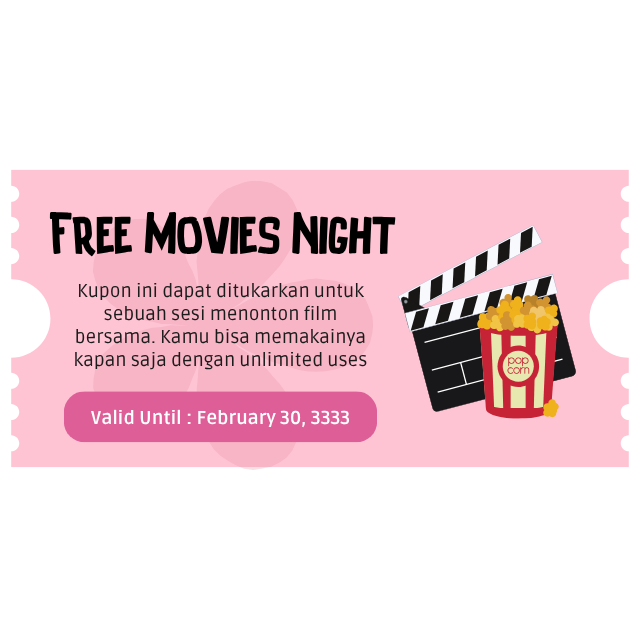 Free Movies Night
Kupon ini dapat ditukarkan untuk
sebuah sesi menonton film
bersama. Kamu bisa memakainya
kapan saja dengan unlimited uses
Valid Until : February 30, 3333
pop
corn